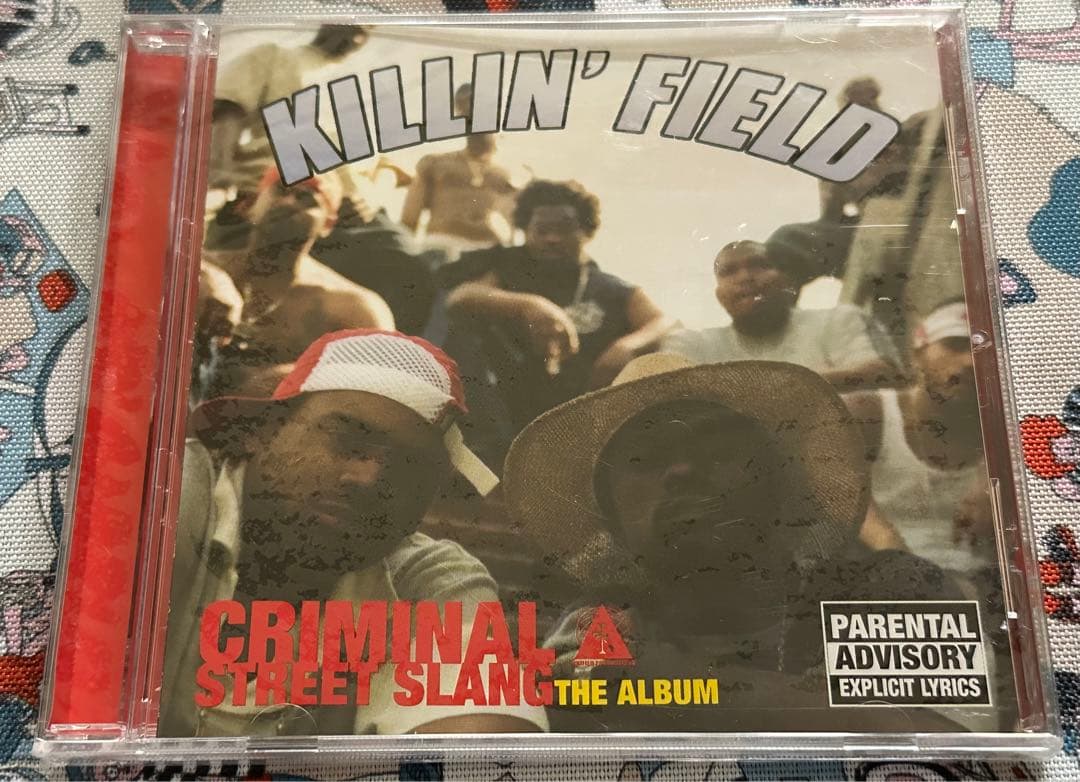 KILLIN' FIELD
CRIMINAL
STREET SLANG THE ALBUM
PARENTAL
ADVISORY
EXPLICIT LYRICS